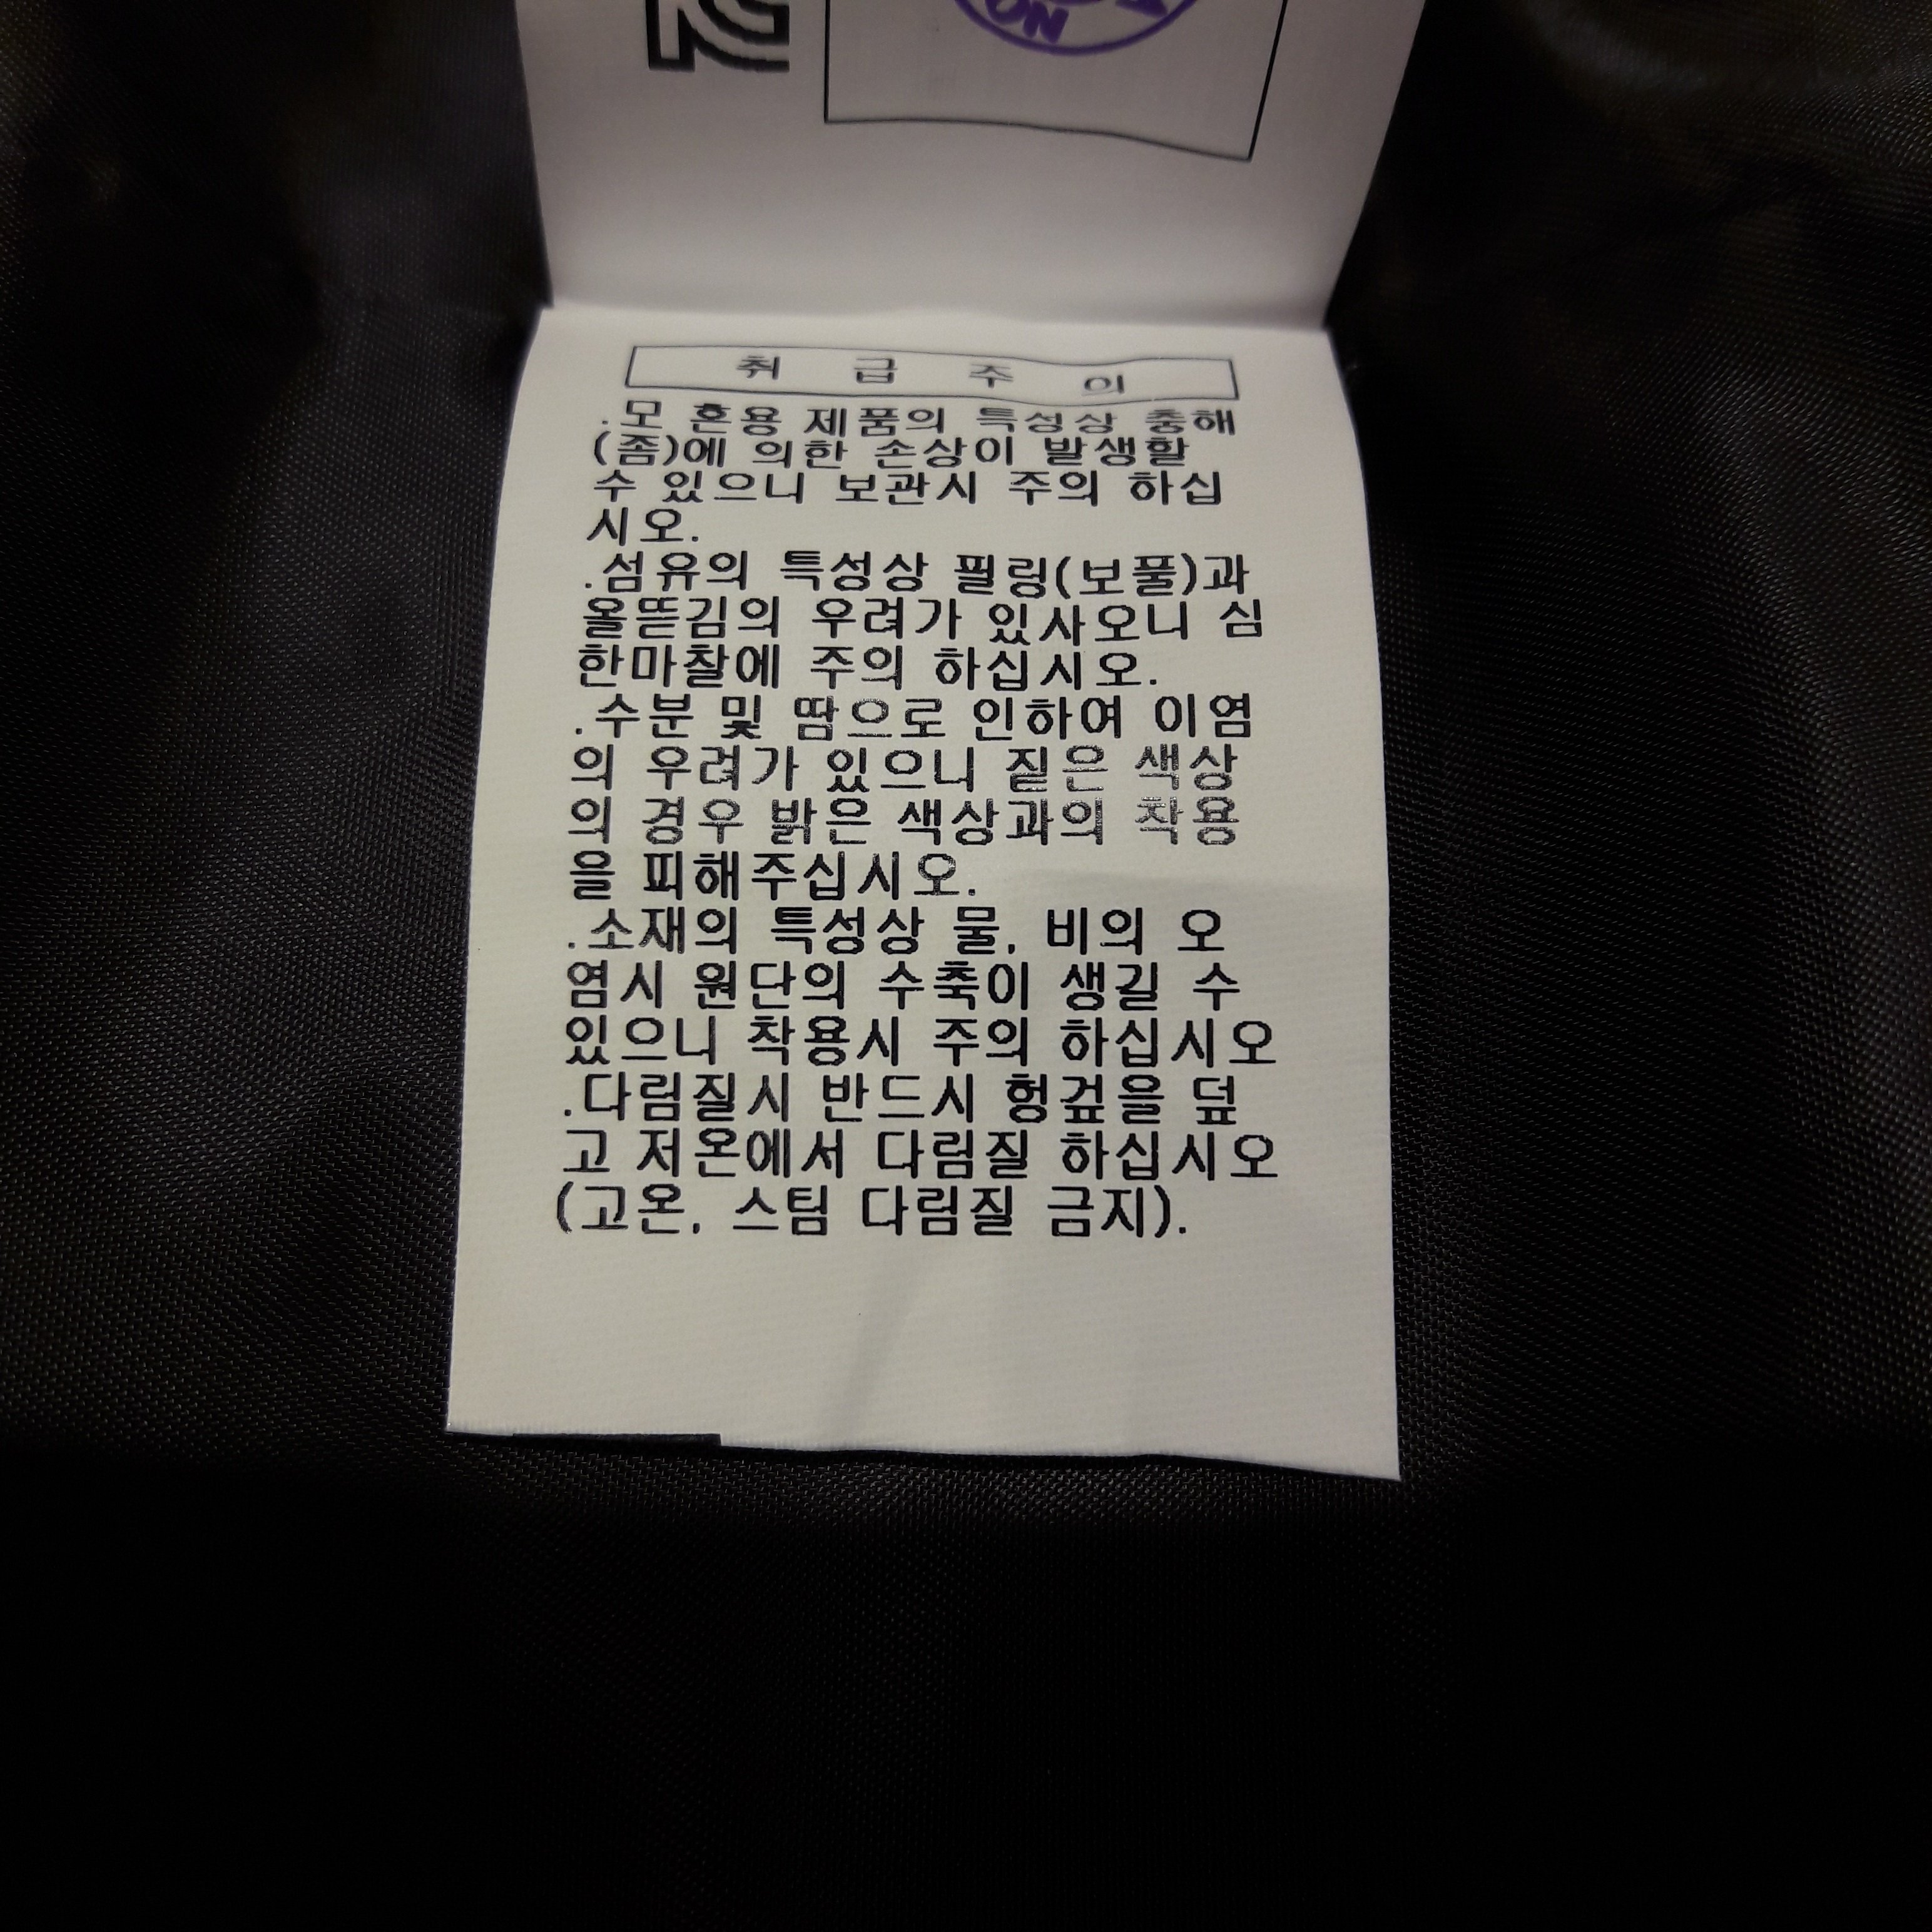 ON
취 급 주 의
.모 혼용 제품의 특성상 충해
(좀)에 의한 손상이 발생할
수 있으니 보관시 주의 하십
시오.
.섬유의 특성상 필링(보풀)과
올뜯김의 우려가 있사오니 심
한마찰에 주의 하십시오.
.수분 및 땀으로 인하여 이염
의 우려가 있으니 짙은 색상
의 경우 밝은 색상과의 착용
을 피해주십시오.
.소재의 특성상 물, 비의 오
염시 원단의 수축이 생길 수
있으니 착용시 주의 하십시오
.다림질시 반드시 헝겊을 덮
고 저온에서 다림질 하십시오
(고온, 스팀 다림질 금지).